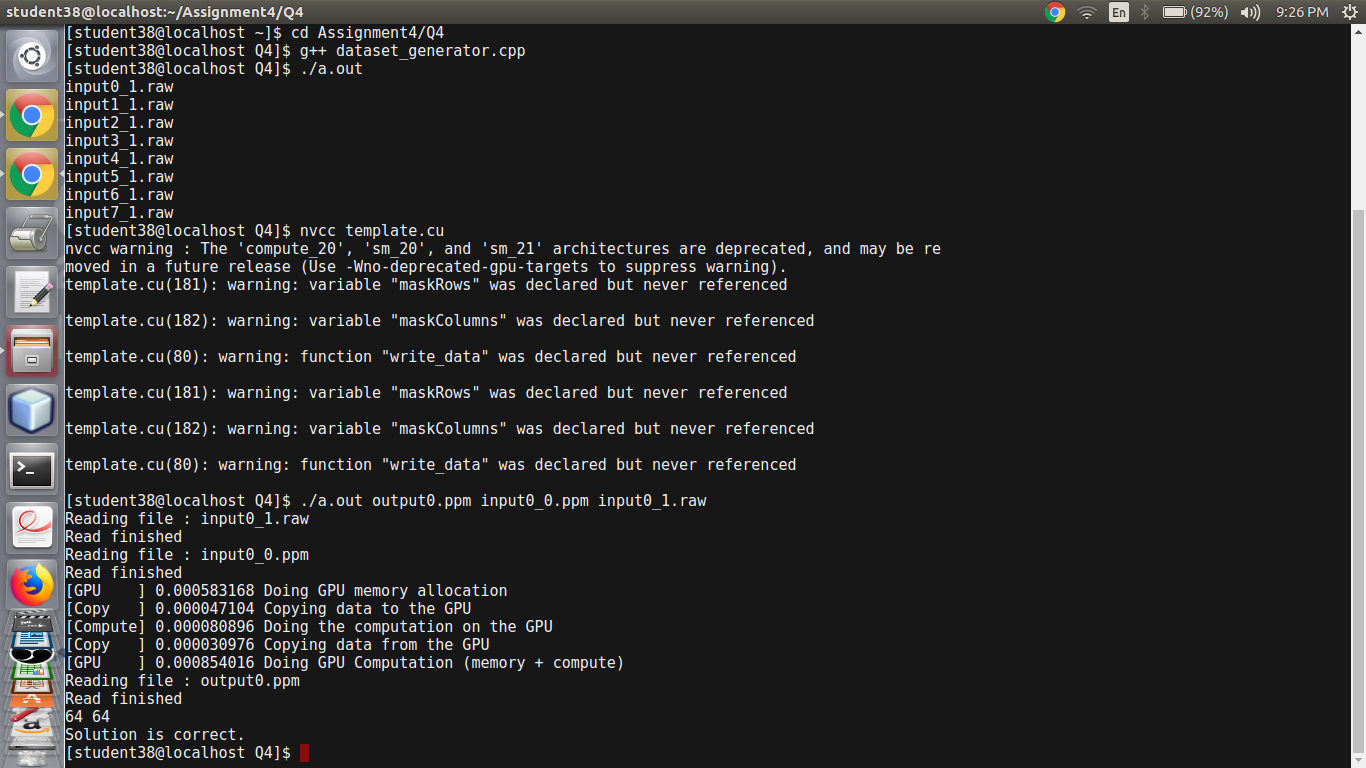 student38@localhost:~/Assignment4/Q4
En
(92%)
9:26 PM
[student38@localhost ~]$ cd Assignment4/Q4
[student38@localhost Q4]$ g++ dataset_generator.cpp
[student38@localhost Q4]$ ./a.out
input0_1.raw
input1_1.raw
input2_1.raw
input3_1.raw
input4_1.raw
input5_1.raw
input6_1.raw
input7_1.raw
[student38@localhost Q4]$ nvcc template.cu
nvcc warning : The 'compute_20', 'sm_20', and 'sm_21' architectures are deprecated, and may be re
moved in a future release (Use -Wno-deprecated-gpu-targets to suppress warning).
template.cu(181): warning: variable "maskRows" was declared but never referenced
template.cu(182): warning: variable "maskColumns" was declared but never referenced
template.cu(80): warning: function "write_data" was declared but never referenced
template.cu(181): warning: variable "maskRows" was declared but never referenced
template.cu(182): warning: variable "maskColumns" was declared but never referenced
template.cu(80): warning: function "write_data" was declared but never referenced
[student38@localhost Q4]$ ./a.out output0.ppm input0_0.ppm input0_1.raw
Reading file : input0_1.raw
Read finished
Reading file : input0_0.ppm
Read finished
[GPU    ] 0.000583168 Doing GPU memory allocation
[Copy   ] 0.000047104 Copying data to the GPU
[Compute] 0.000080896 Doing the computation on the GPU
[Copy   ] 0.000030976 Copying data from the GPU
[GPU    ] 0.000854016 Doing GPU Computation (memory + compute)
Reading file : output0.ppm
Read finished
64 64
Solution is correct.
[student38@localhost Q4]$